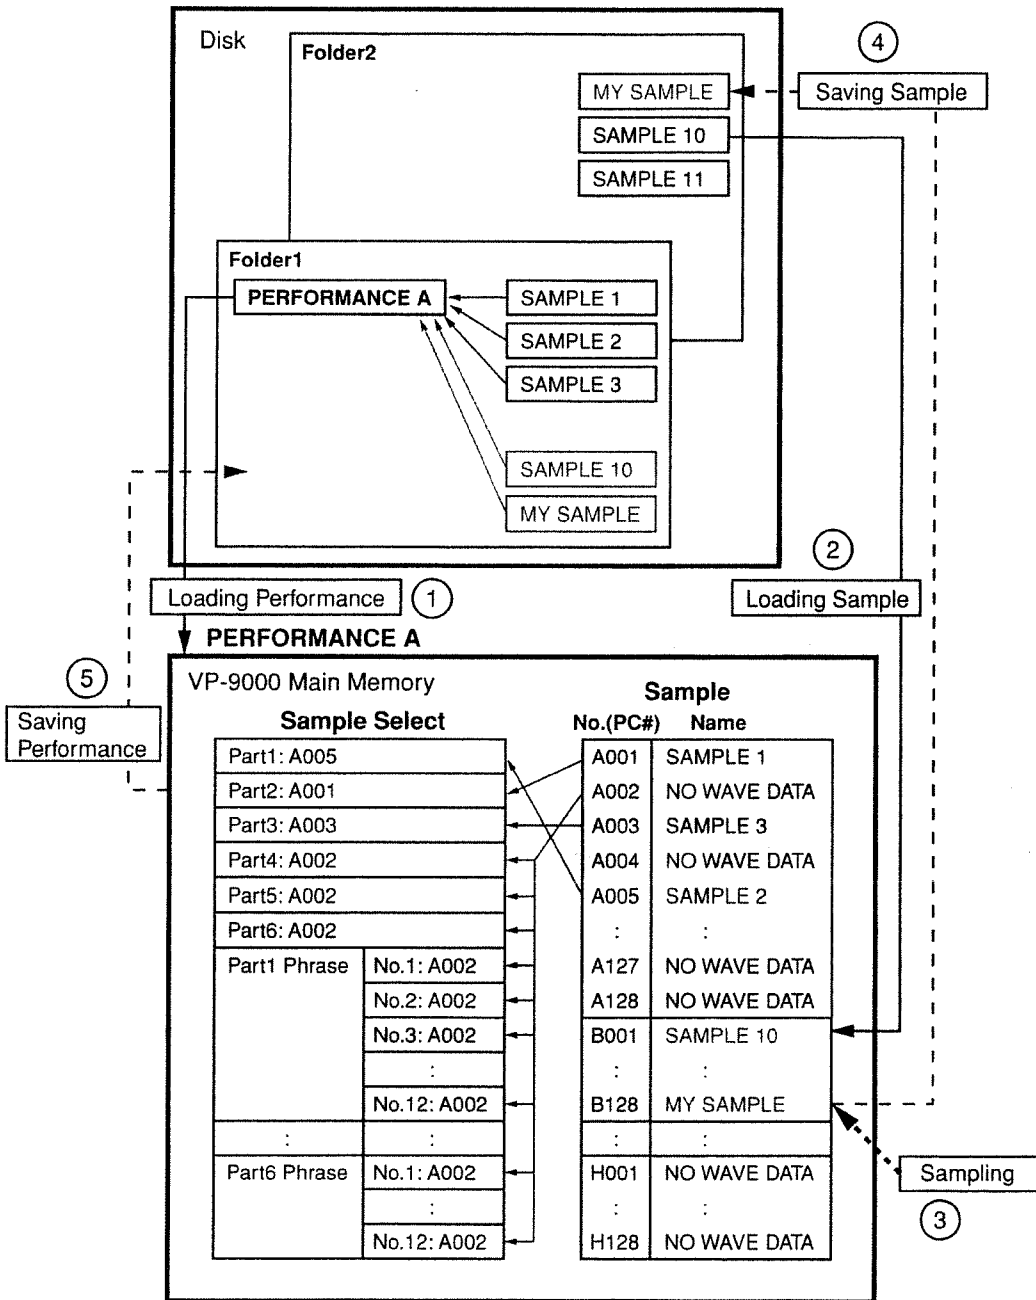 Disk
Folder2
4
MY SAMPLE
Saving Sample
SAMPLE 10
SAMPLE 11
Folder1
PERFORMANCE A
SAMPLE 1
SAMPLE 2
SAMPLE 3
SAMPLE 10
MY SAMPLE
2
Loading Performance
1
Loading Sample
PERFORMANCE A
5
Saving
Performance
VP-9000 Main Memory
Sample Select
Part1: A005
Part2: A001
Part3: A003
Part4: A002
Part5: A002
Part6: A002
Part1 Phrase
No.1: A002
No.2: A002
No.3: A002
:
No.12: A002
: :
Part6 Phrase
No.1: A002
:
No.12: A002
Sample
No.(PC#) Name
A001 SAMPLE 1
A002 NO WAVE DATA
A003 SAMPLE 3
A004 NO WAVE DATA
A005 SAMPLE 2
: :
A127 NO WAVE DATA
A128 NO WAVE DATA
B001 SAMPLE 10
: :
B128 MY SAMPLE
: :
H001 NO WAVE DATA
: :
H128 NO WAVE DATA
Sampling
3